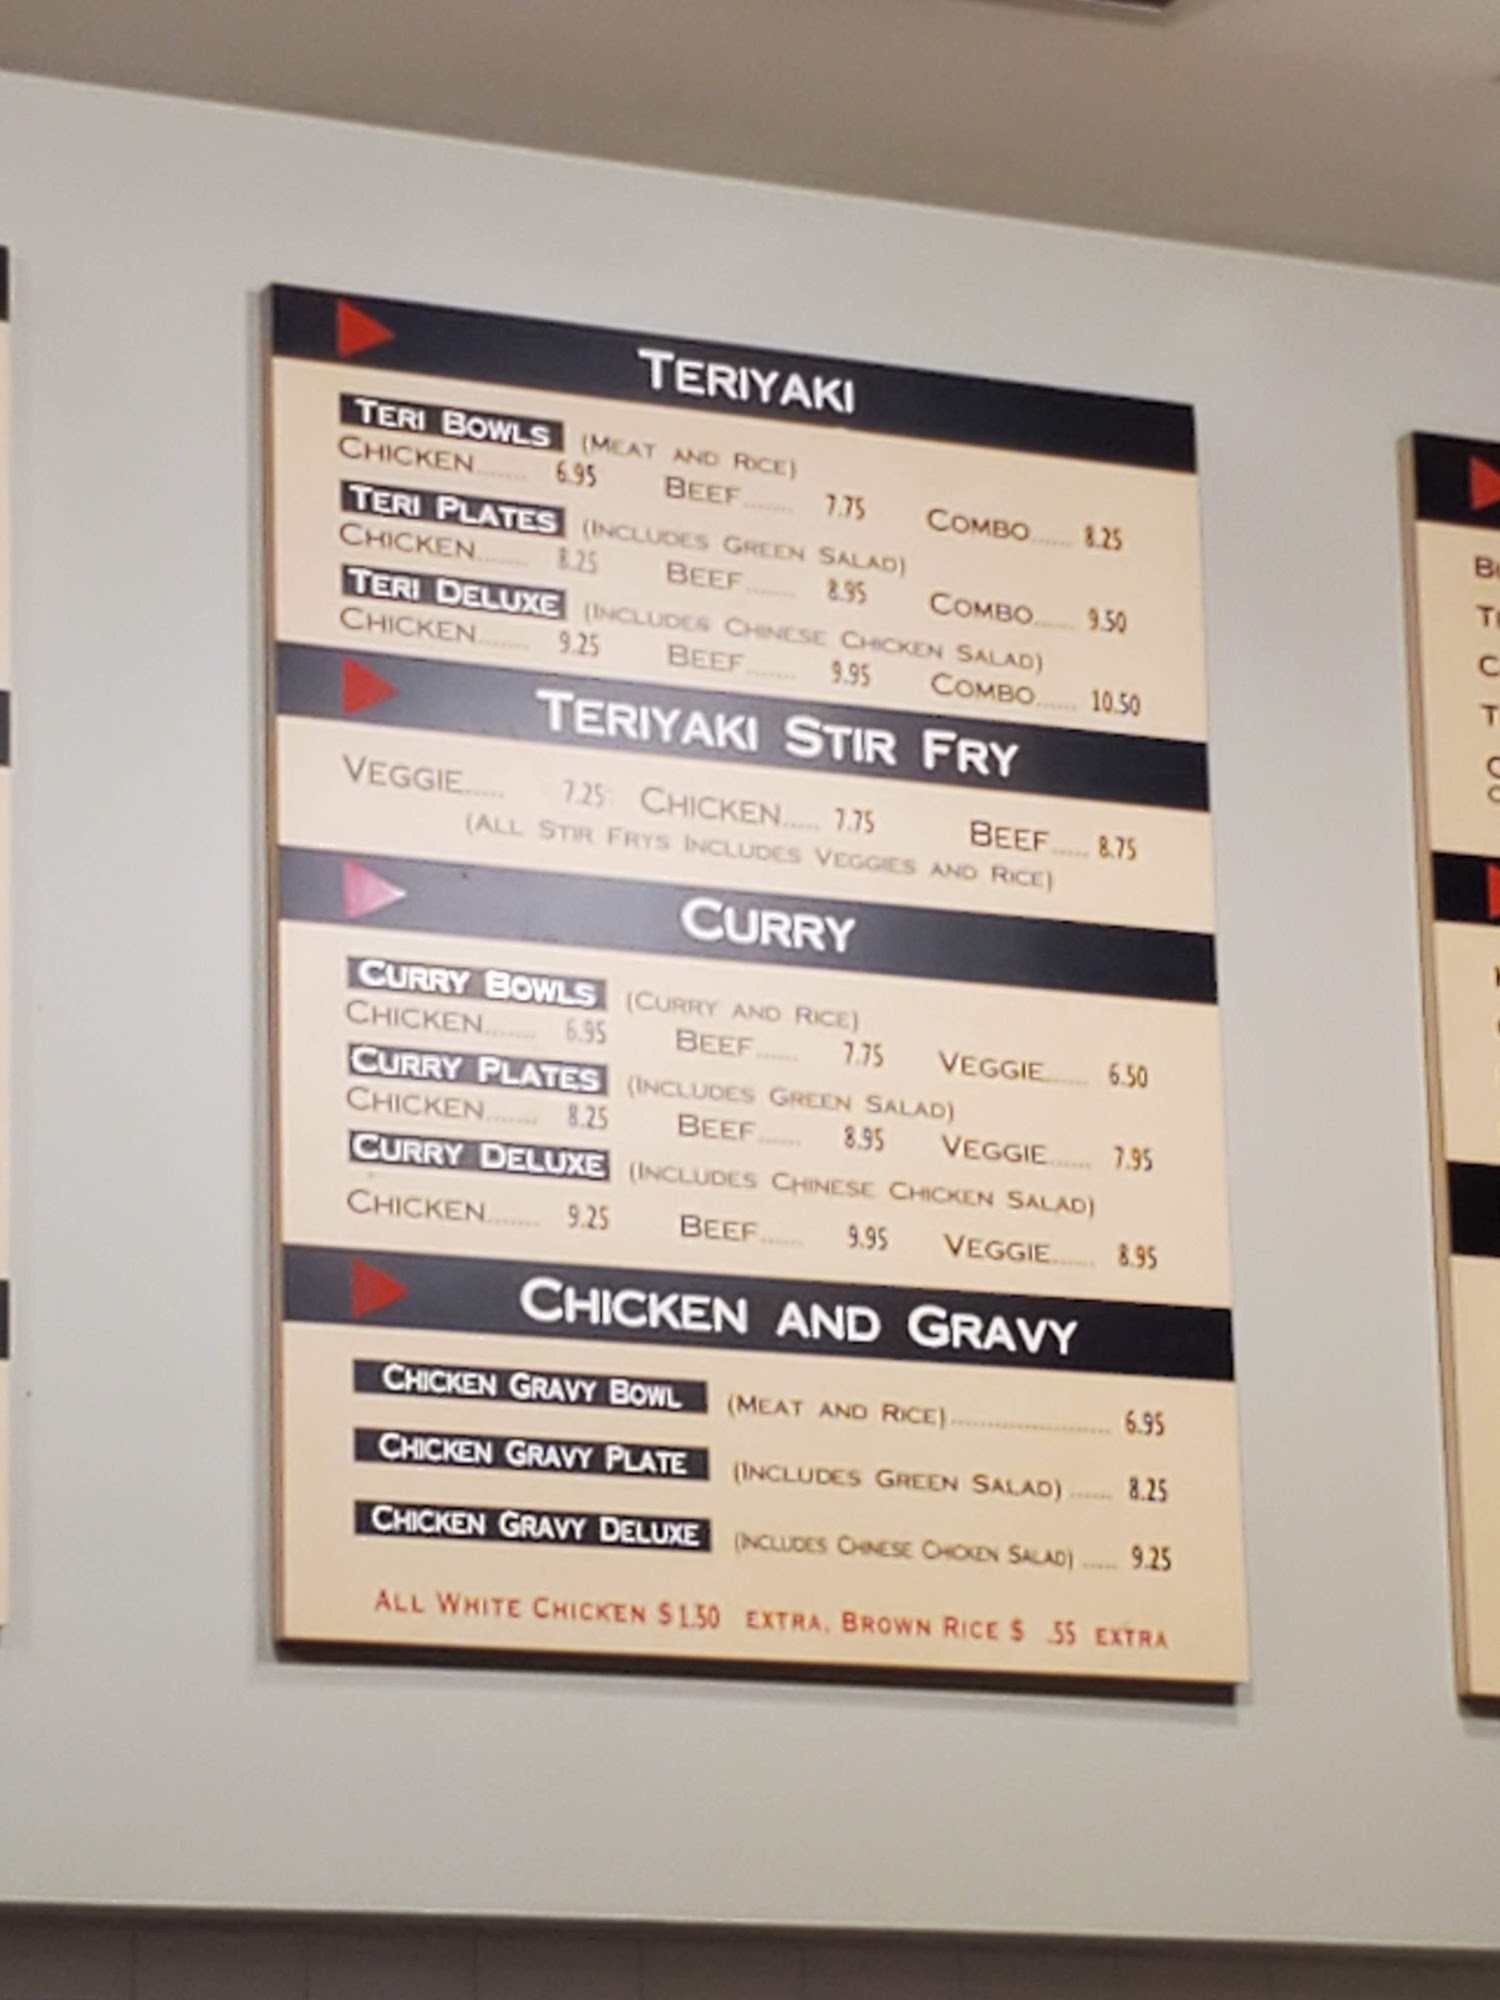 Teriyaki
Teri Bowls (Meat and Rice)
Chicken....... 6.95 Beef....... 7.75 Combo...... 8.25
Teri Plates (Includes Green Salad)
Chicken....... 8.25 Beef....... 8.95 Combo...... 9.50
Teri Deluxe (Includes Chinese Chicken Salad)
Chicken....... 9.25 Beef....... 9.95 Combo...... 10.50
Teriyaki Stir Fry
Veggie..... 7.25 Chicken..... 7.75 Beef..... 8.75
(All Stir Frys Includes Veggies and Rice)
Curry
Curry Bowls (Curry and Rice)
Chicken....... 6.95 Beef...... 7.75 Veggie...... 6.50
Curry Plates (Includes Green Salad)
Chicken....... 8.25 Beef...... 8.95 Veggie...... 7.95
Curry Deluxe (Includes Chinese Chicken Salad)
Chicken....... 9.25 Beef...... 9.95 Veggie...... 8.95
Chicken and Gravy
Chicken Gravy Bowl (Meat and Rice)....................... 6.95
Chicken Gravy Plate (Includes Green Salad) ...... 8.25
Chicken Gravy Deluxe (Includes Chinese Chicken Salad) ..... 9.25
All White Chicken $1.50 extra, Brown Rice $ .55 extra